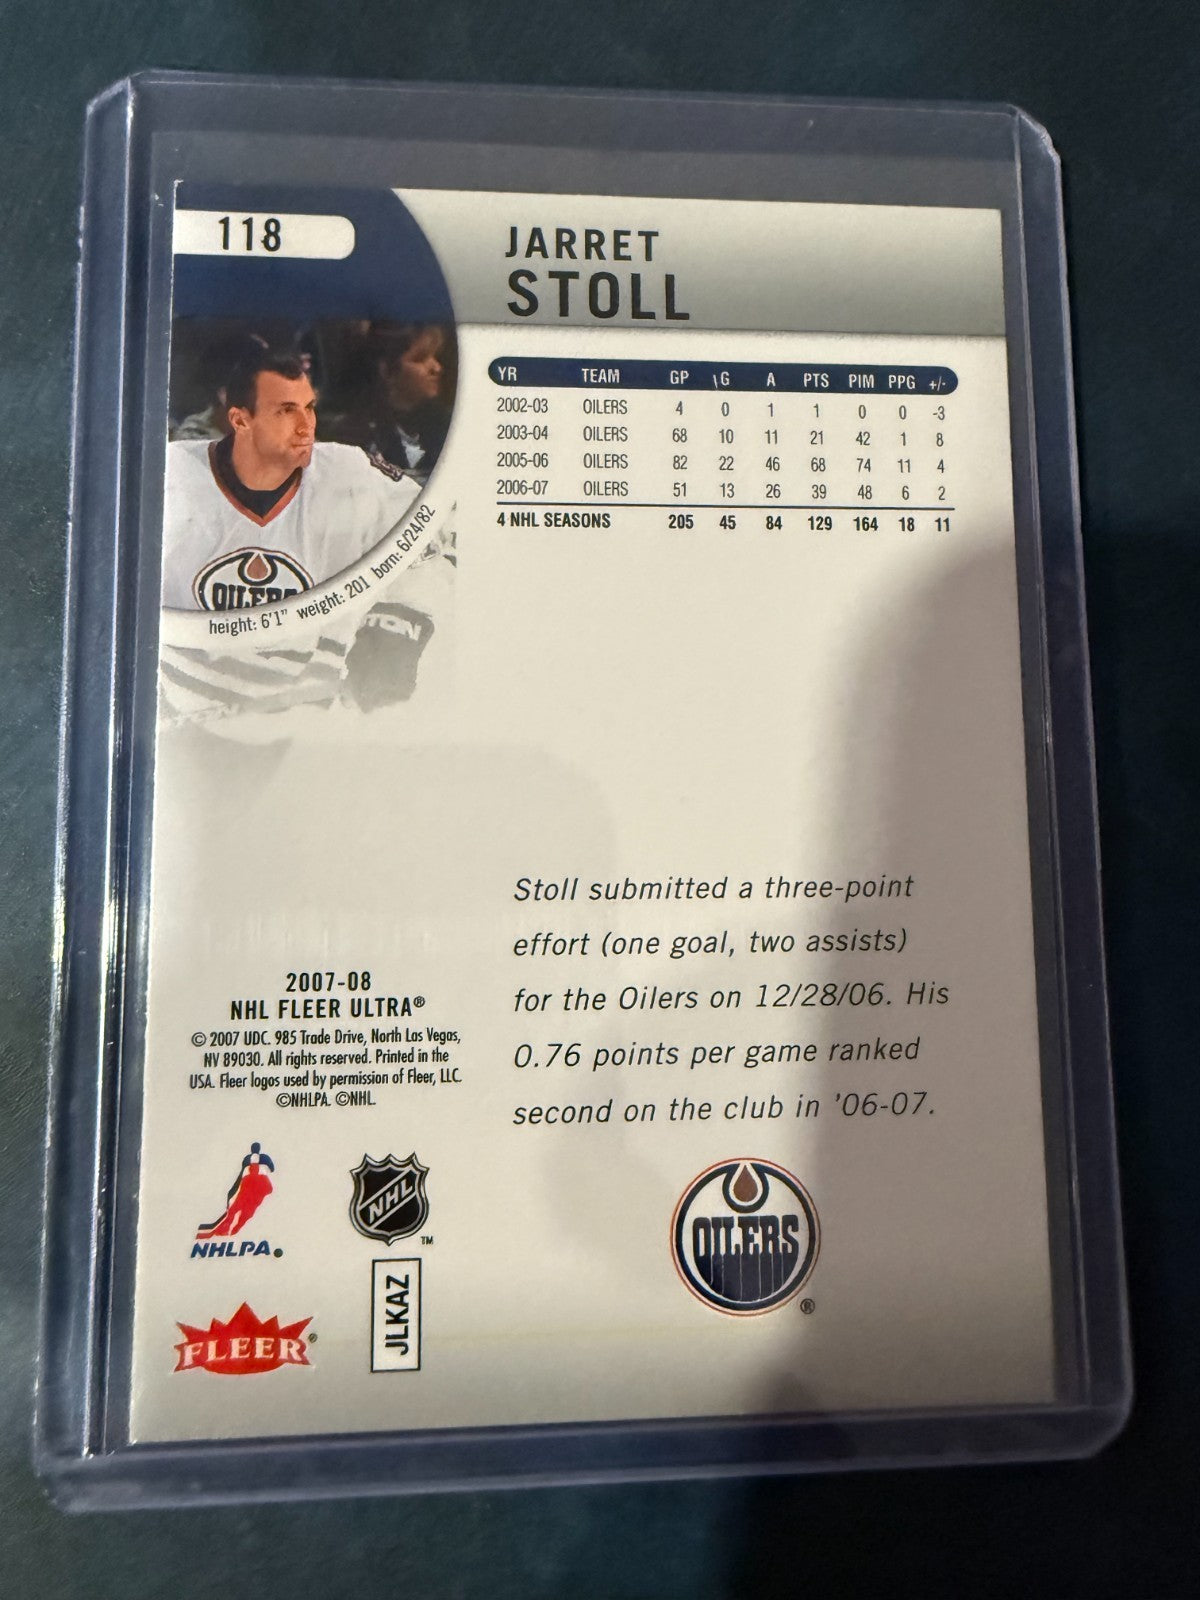 118
JARRET
STOLL
YR TEAM GP G A PTS PIM PPG +/-
2002-03 OILERS 4 0 1 1 0 0 -3
2003-04 OILERS 68 10 11 21 42 1 8
2005-06 OILERS 82 22 46 68 74 11 4
2006-07 OILERS 51 13 26 39 48 6 2
4 NHL SEASONS 205 45 84 129 164 18 11
OILERS
height: 6'1" weight: 201 born: 6/24/82
Stoll submitted a three-point
effort (one goal, two assists)
for the Oilers on 12/28/06. His
0.76 points per game ranked
second on the club in '06-07.
2007-08
NHL FLEER ULTRA®
© 2007 UDC. 985 Trade Drive, North Las Vegas,
NV 89030. All rights reserved. Printed in the
USA. Fleer logos used by permission of Fleer, LLC.
©NHLPA. ©NHL.
NHLPA.
NHL TM
OILERS ®
JLKAZ
FLEER ®